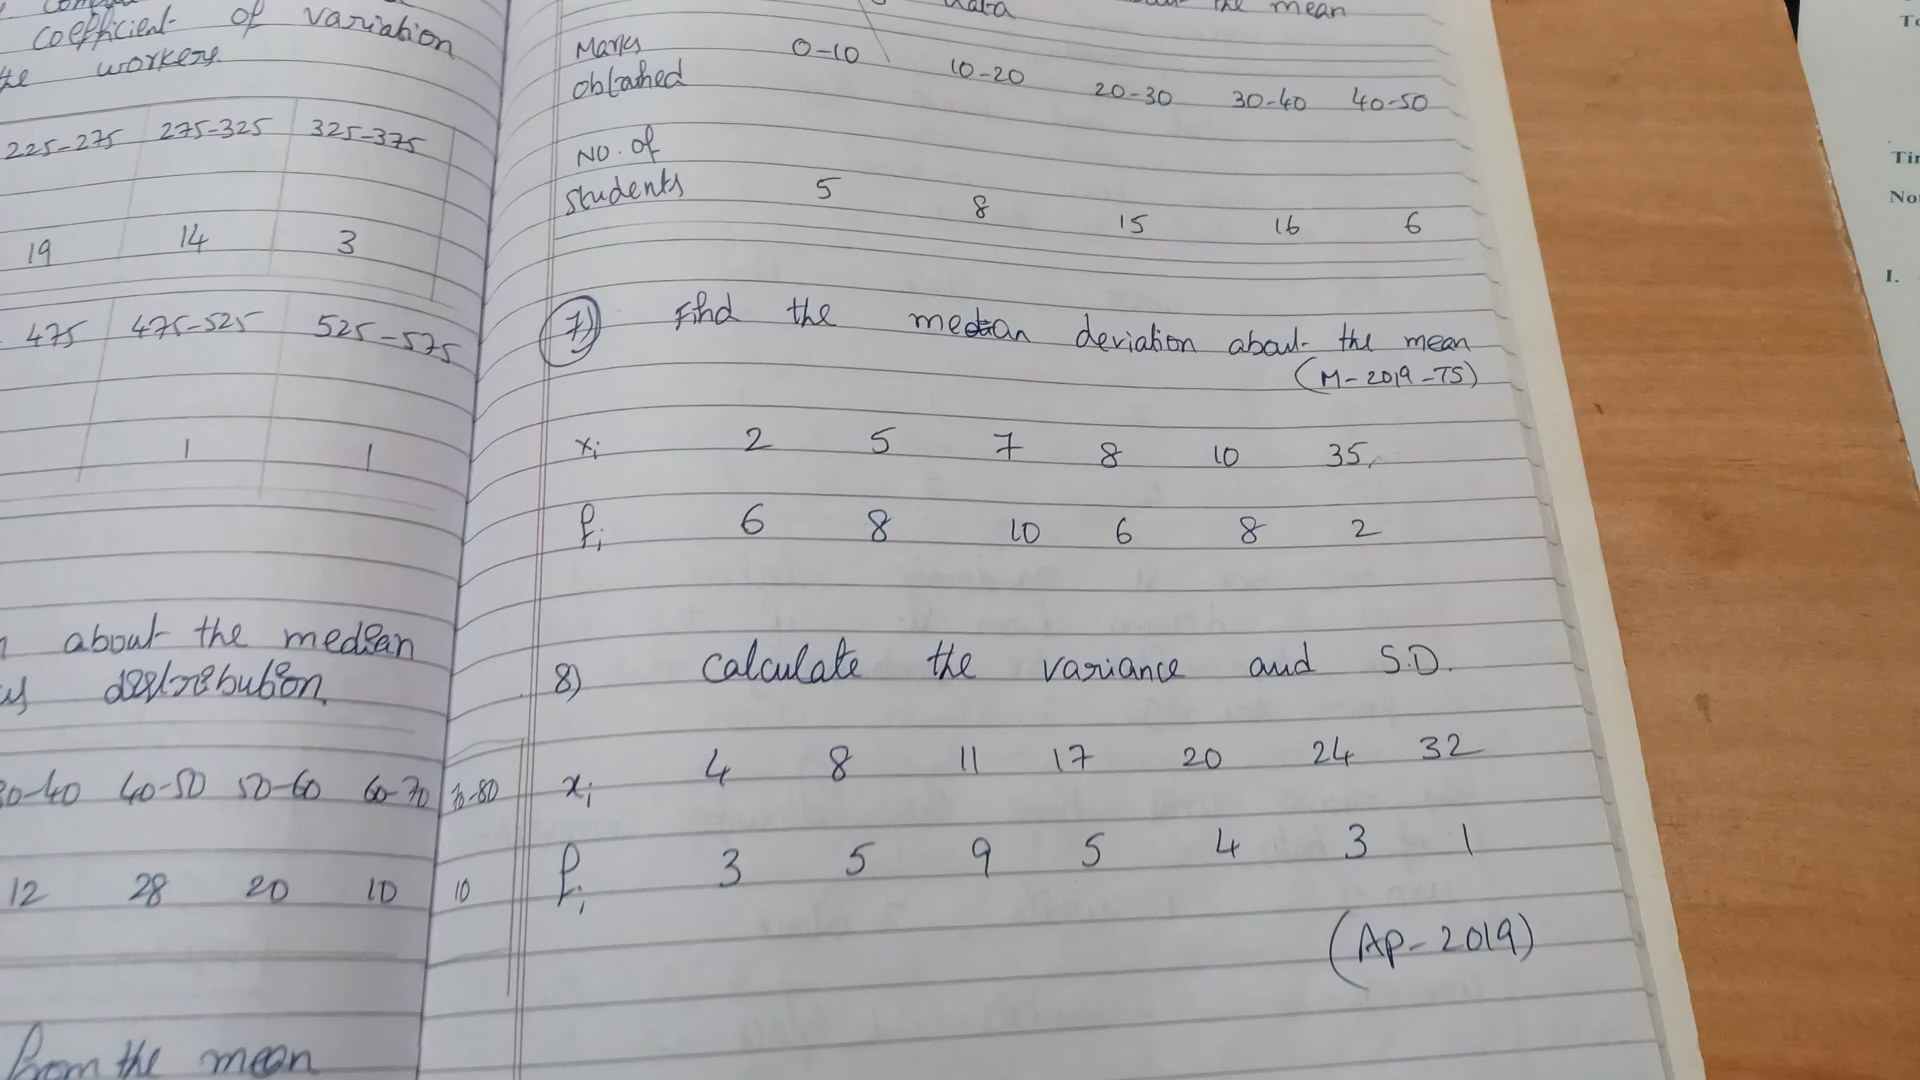 coefficient of variation
the workers
225-275 275-325 325-375
19 14 3
475 475-525 525-575
1 1
about the median
distribution
30-40 40-50 50-60 60-70 70-80
12 28 20 10 10
from the mean
data the mean
Marks obtained 0-10 10-20 20-30 30-40 40-50
No. of
students 5 8 15 16 6
7) Find the median deviation about the mean
(M-2019-TS)
xi 2 5 7 8 10 35
fi 6 8 10 6 8 2
8) calculate the variance and S.D.
xi 4 8 11 17 20 24 32
fi 3 5 9 5 4 3 1
(AP-2019)
To
Tim
Not
I.